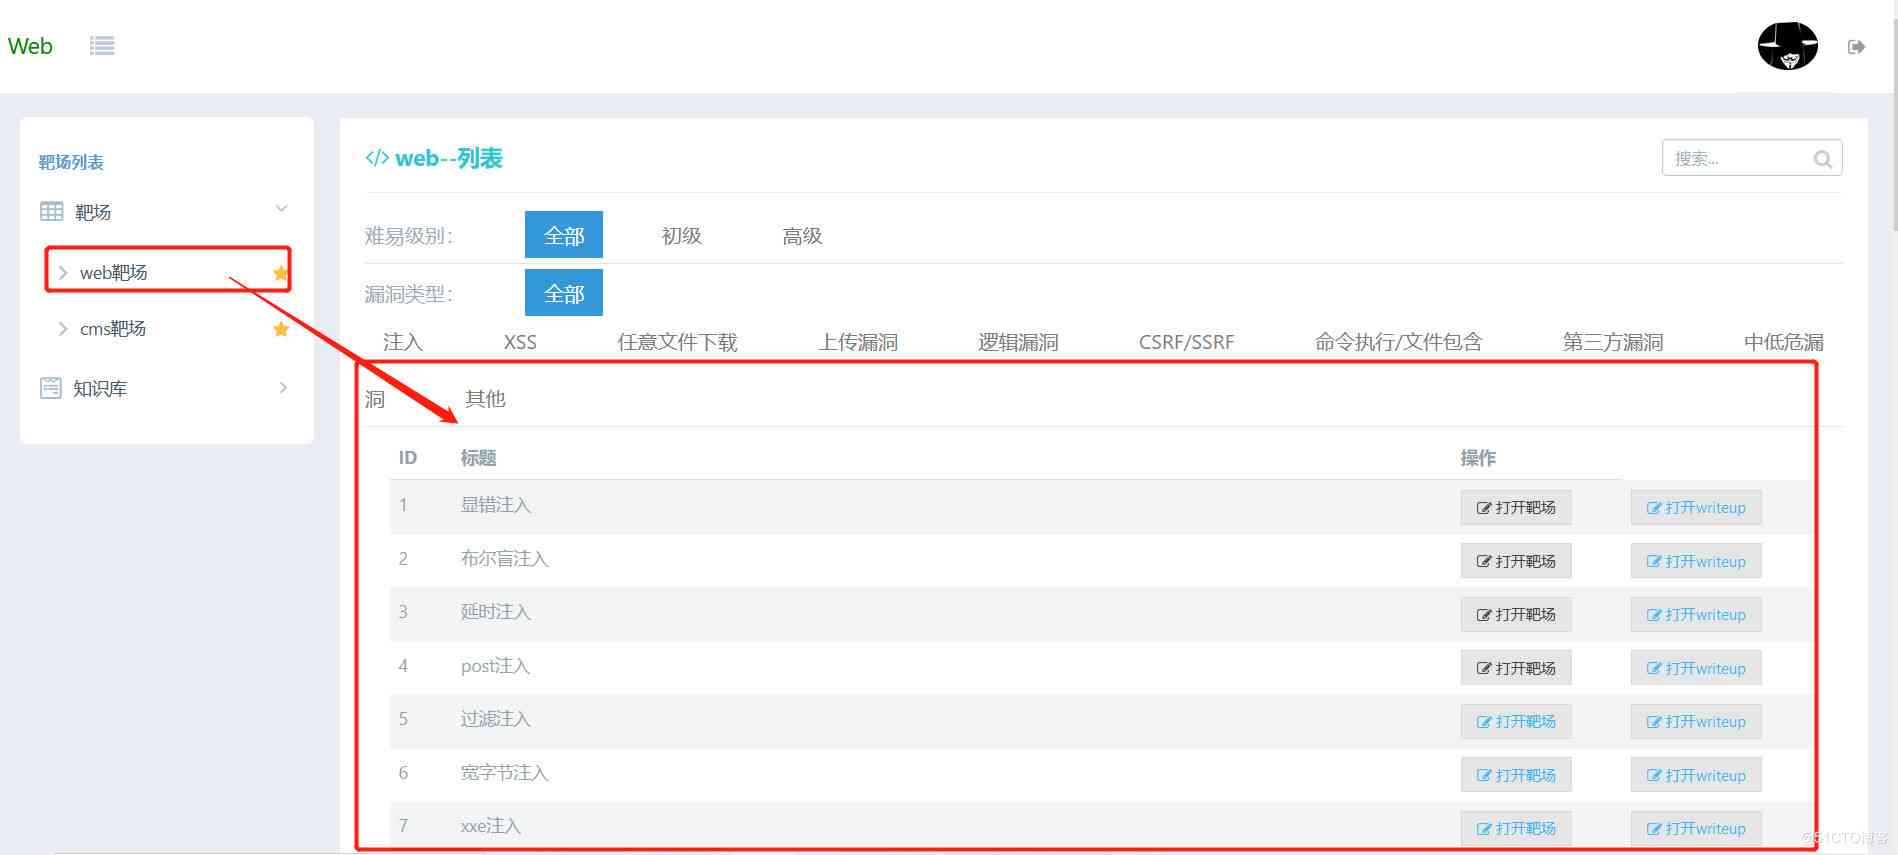 Web
靶场列表
靶场
web靶场
cms靶场
知识库
web--列表
搜索...
难易级别： 全部 初级 高级
漏洞类型： 全部
注入 XSS 任意文件下载 上传漏洞 逻辑漏洞 CSRF/SSRF 命令执行/文件包含 第三方漏洞 中低危漏
洞 其他
ID 标题 操作
1 显错注入 打开靶场 打开writeup
2 布尔盲注入 打开靶场 打开writeup
3 延时注入 打开靶场 打开writeup
4 post注入 打开靶场 打开writeup
5 过滤注入 打开靶场 打开writeup
6 宽字节注入 打开靶场 打开writeup
7 xxe注入 打开靶场 打开writeup
@51CTO博客